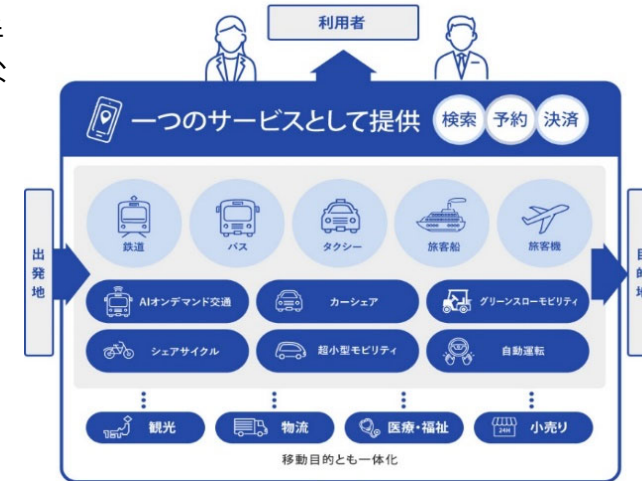 利用者
一つのサービスとして提供 検索 予約 決済
出発地
鉄道 バス タクシー 旅客船 旅客機
目的地
AIオンデマンド交通 カーシェア グリーンスローモビリティ
シェアサイクル 超小型モビリティ 自動運転
観光 物流 医療・福祉 24H 小売り
移動目的とも一体化